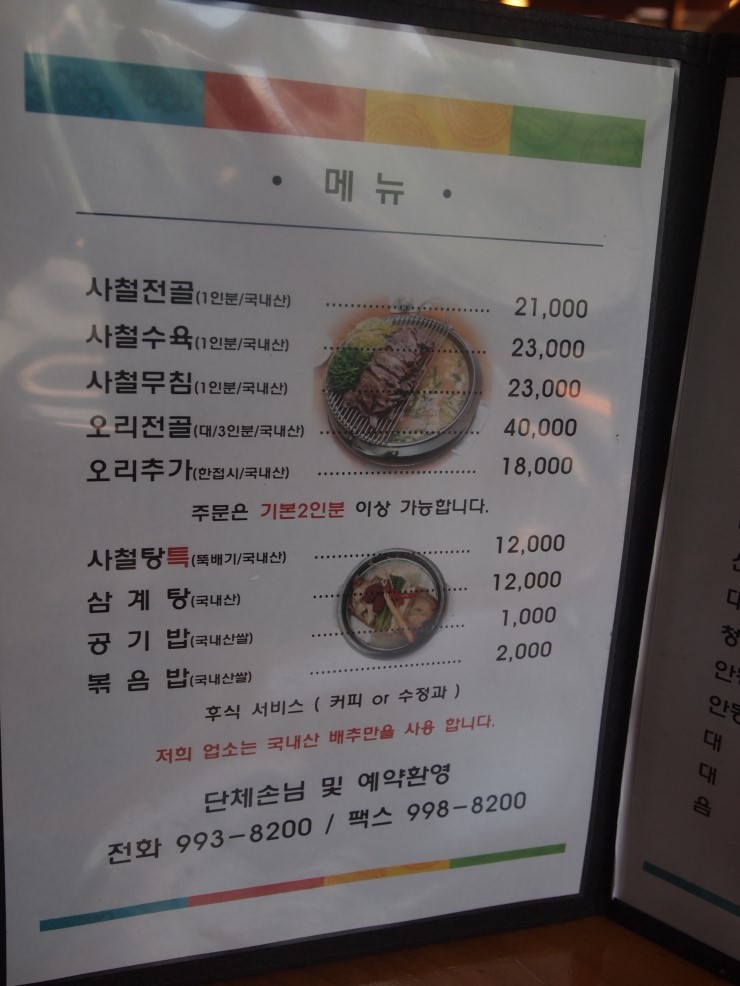 • 메 뉴 •
사철전골(1인분/국내산) 21,000
사철수육(1인분/국내산) 23,000
사철무침(1인분/국내산) 23,000
오리전골(대/3인분/국내산) 40,000
오리추가(한접시/국내산) 18,000
주문은 기본2인분 이상 가능합니다.
사철탕특(뚝배기/국내산) 12,000
삼 계 탕(국내산) 12,000
공 기 밥(국내산쌀) 1,000
볶 음 밥(국내산쌀) 2,000
후식 서비스 ( 커피 or 수정과 )
저희 업소는 국내산 배추만을 사용 합니다.
단체손님 및 예약환영
전화 993-8200 / 팩스 998-8200
대
대
음